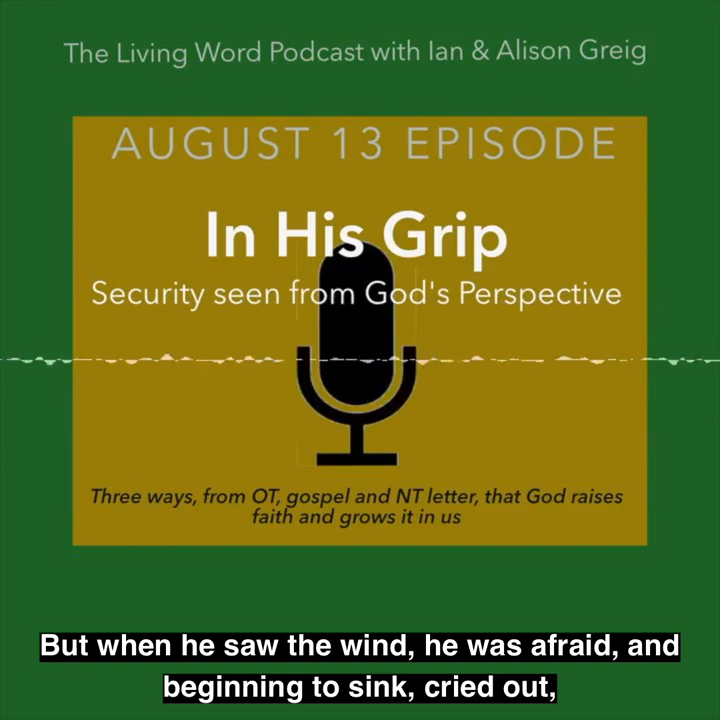 The Living Word Podcast with Ian & Alison Greig
AUGUST 13 EPISODE
In His Grip
Security seen from God's Perspective
Three ways, from OT, gospel and NT letter, that God raises
faith and grows it in us
But when he saw the wind, he was afraid, and
beginning to sink, cried out,